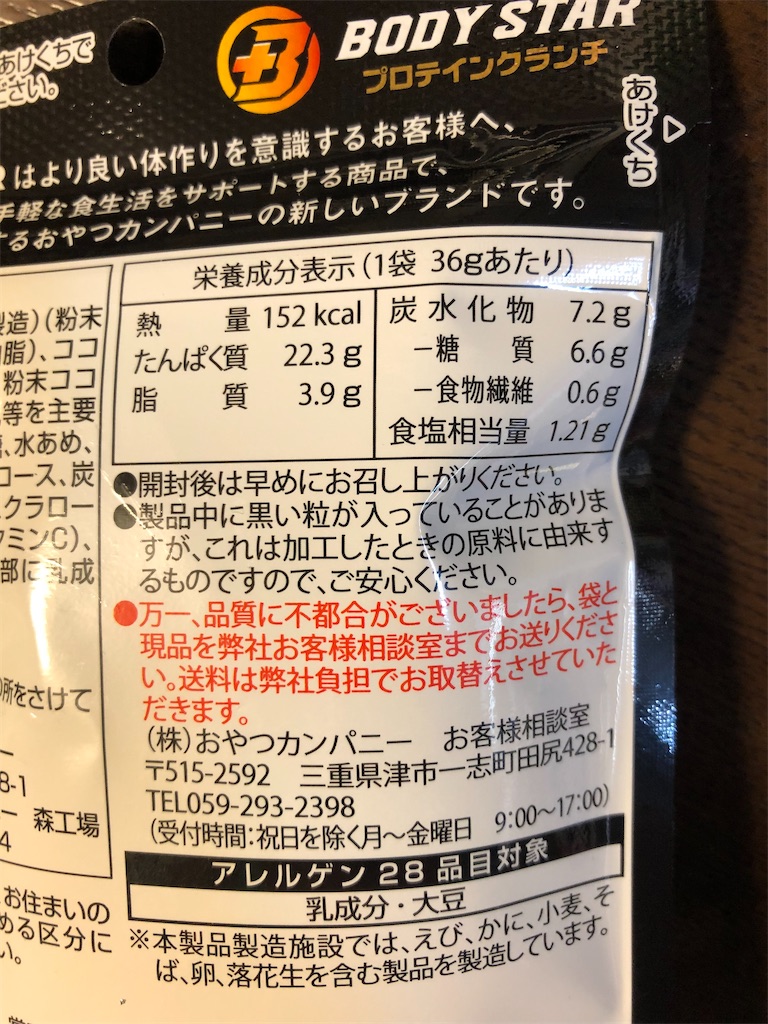 あけくちで
ださい。
BODY STAR
プロテインクランチ
あけくち
Rはより良い体作りを意識するお客様へ、
手軽な食生活をサポートする商品で、
するおやつカンパニーの新しいブランドです。
製造)(粉末
脂)、ココ
粉末ココ
等を主要
、水あめ、
コース、炭
クラロー
タミンC)、
部に乳成
所をさけて
8-1
森工場
4
お住まいの
める区分に
い。
栄養成分表示(1袋 36gあたり)
熱量 152 kcal
たんぱく質 22.3 g
脂質 3.9 g
炭水化物 7.2 g
−糖質 6.6 g
−食物繊維 0.6 g
食塩相当量 1.21 g
●開封後は早めにお召し上がりください。
●製品中に黒い粒が入っていることがありま
すが、これは加工したときの原料に由来す
るものですので、ご安心ください。
●万一、品質に不都合がございましたら、袋と
現品を弊社お客様相談室までお送りくださ
い。送料は弊社負担でお取替えさせていた
だきます。
(株)おやつカンパニー お客様相談室
〒515-2592 三重県津市一志町田尻428-1
TEL059-293-2398
(受付時間:祝日を除く月〜金曜日 9:00〜17:00)
アレルゲン28品目対象
乳成分・大豆
※本製品製造施設では、えび、かに、小麦、そ
ば、卵、落花生を含む製品を製造しています。